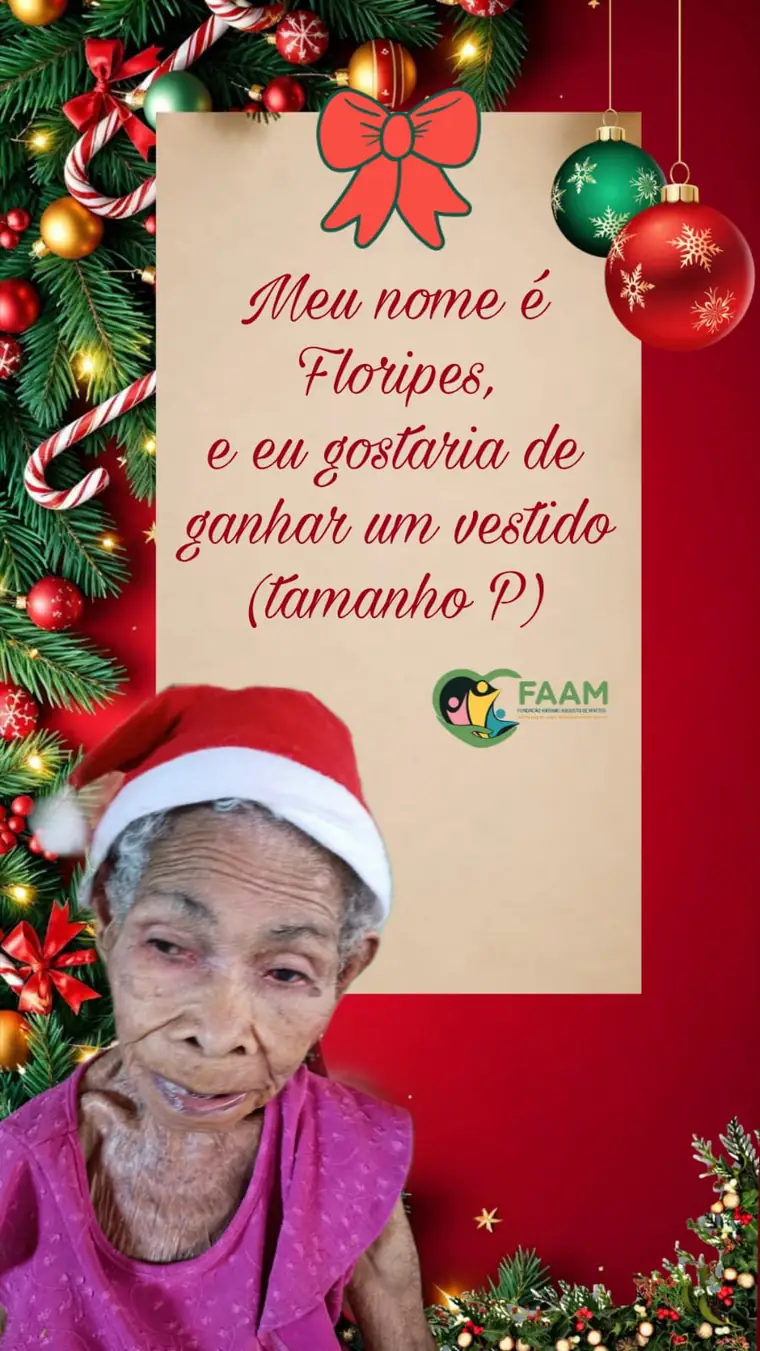 Meu nome é
Floripes,
e eu gostaria de
ganhar um vestido
(tamanho P)
FAAM